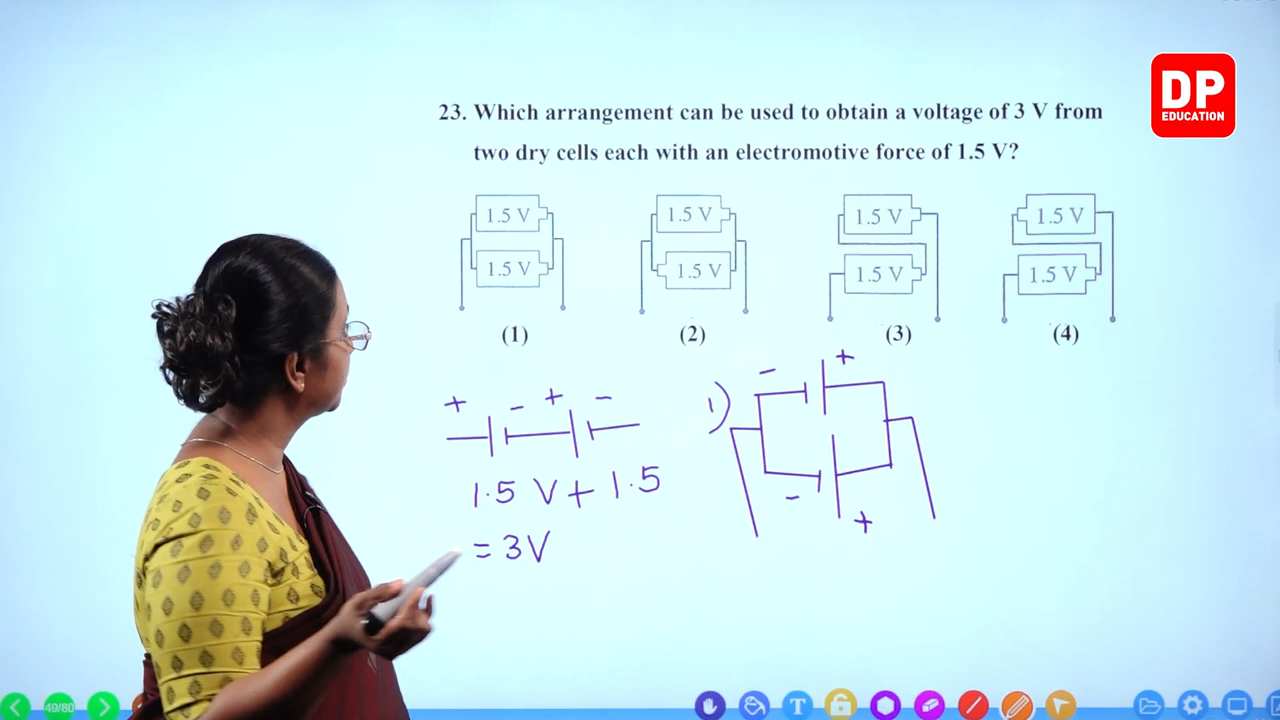 DP
EDUCATION
23. Which arrangement can be used to obtain a voltage of 3 V from
two dry cells each with an electromotive force of 1.5 V?
1.5 V 1.5 V 1.5 V 1.5 V
1.5 V 1.5 V 1.5 V 1.5 V
(1) (2) (3) (4)
+ - + -
1.5 V + 1.5
= 3V
1)
- +
- +
49/80
T